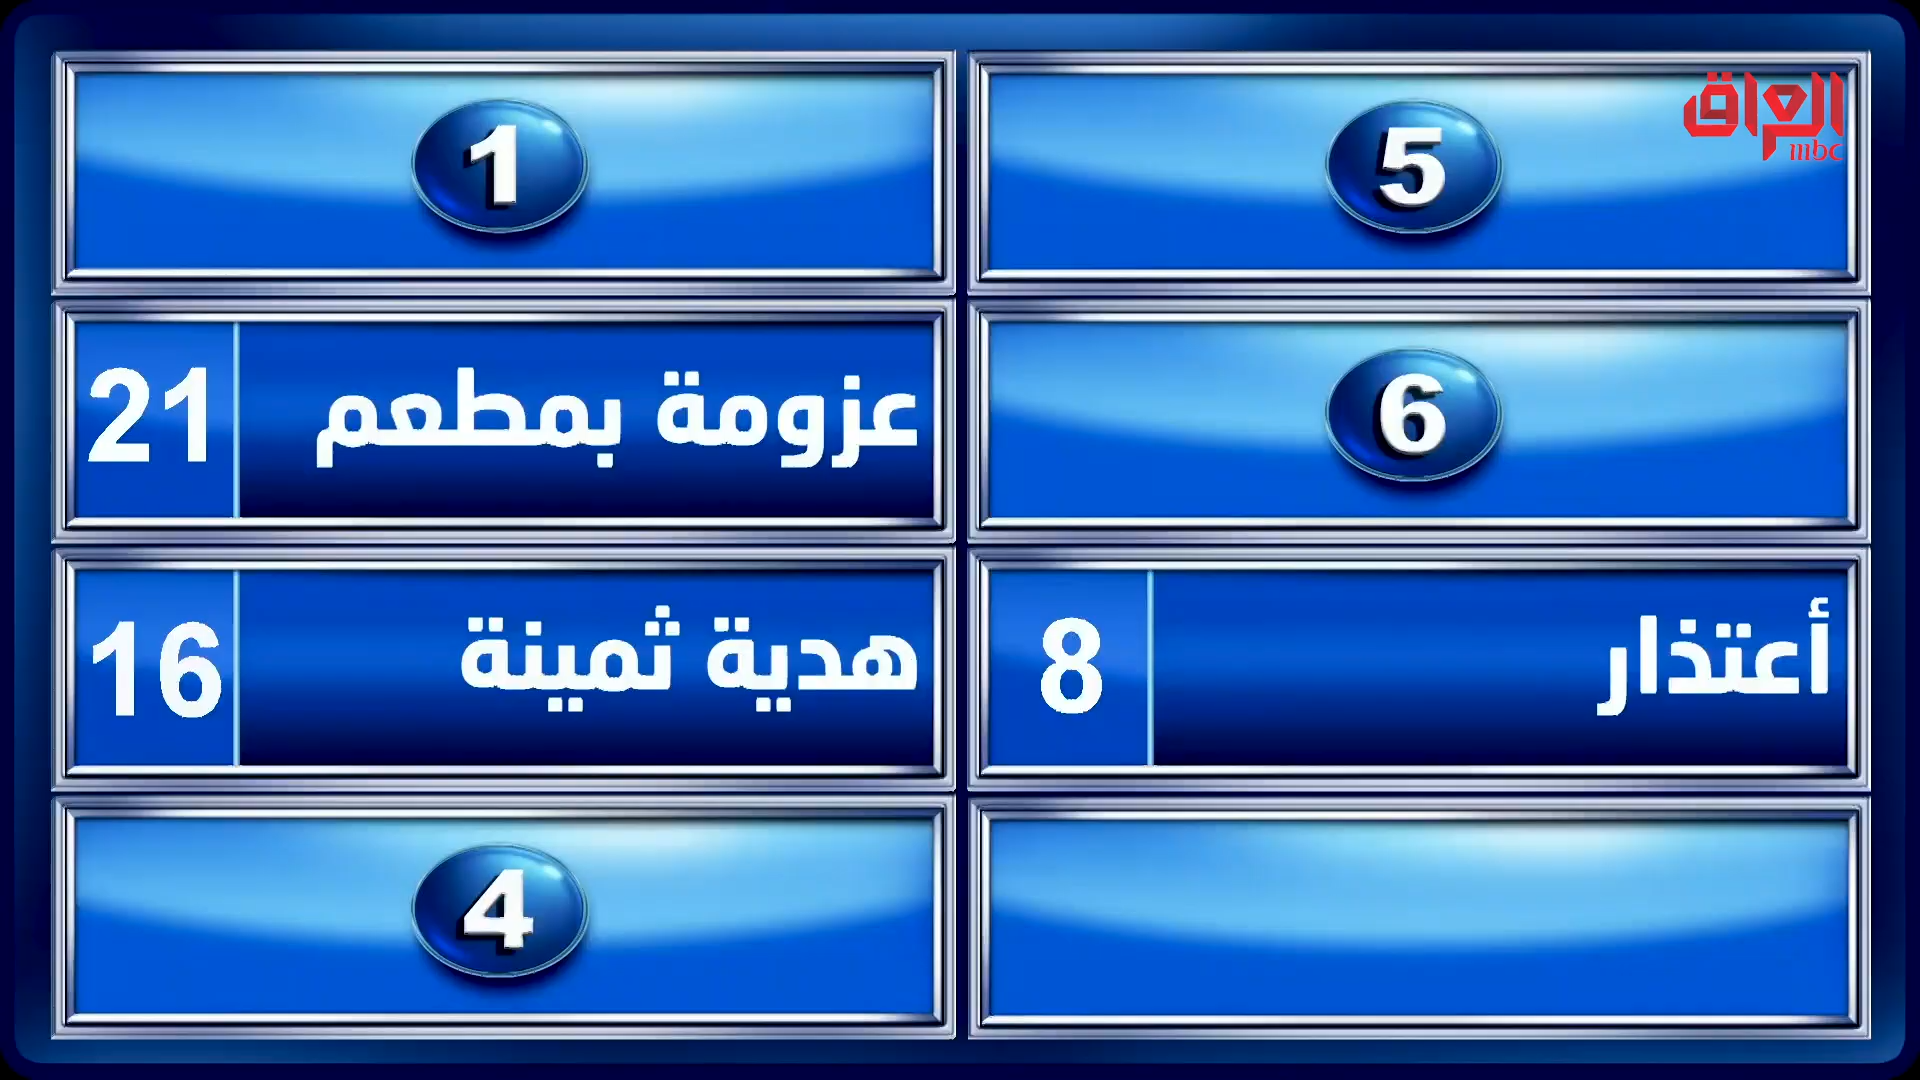 1
21 عزومة بمطعم
16 هدية ثمينة
4
5
6
8 أعتذار
العراق
mbc